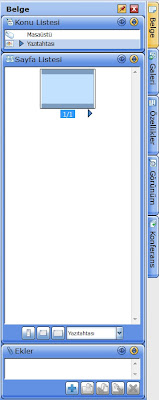 Belge
Konu Listesi
Masaüstü
Yazıtahtası
Sayfa Listesi
1/1
Yazıtahtası
Ekler
Belge
Galeri
Özellikler
Görünüm
Konferans